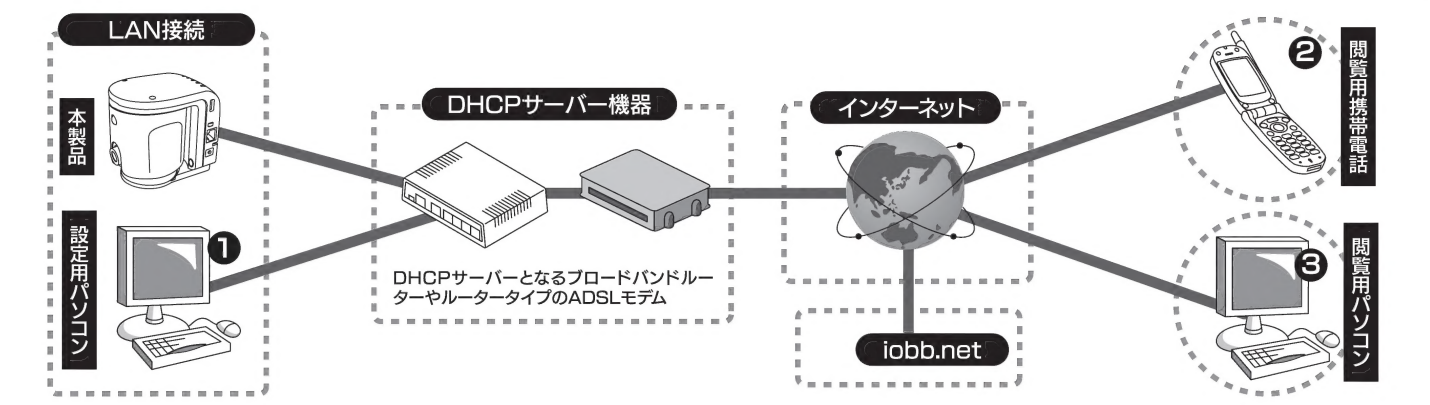 LAN接続
本製品
設定用パソコン
❶
DHCPサーバー機器
DHCPサーバーとなるブロードバンドルー
ターやルータータイプのADSLモデム
インターネット
iobb.net
❷
閲覧用携帯電話
❸
閲覧用パソコン